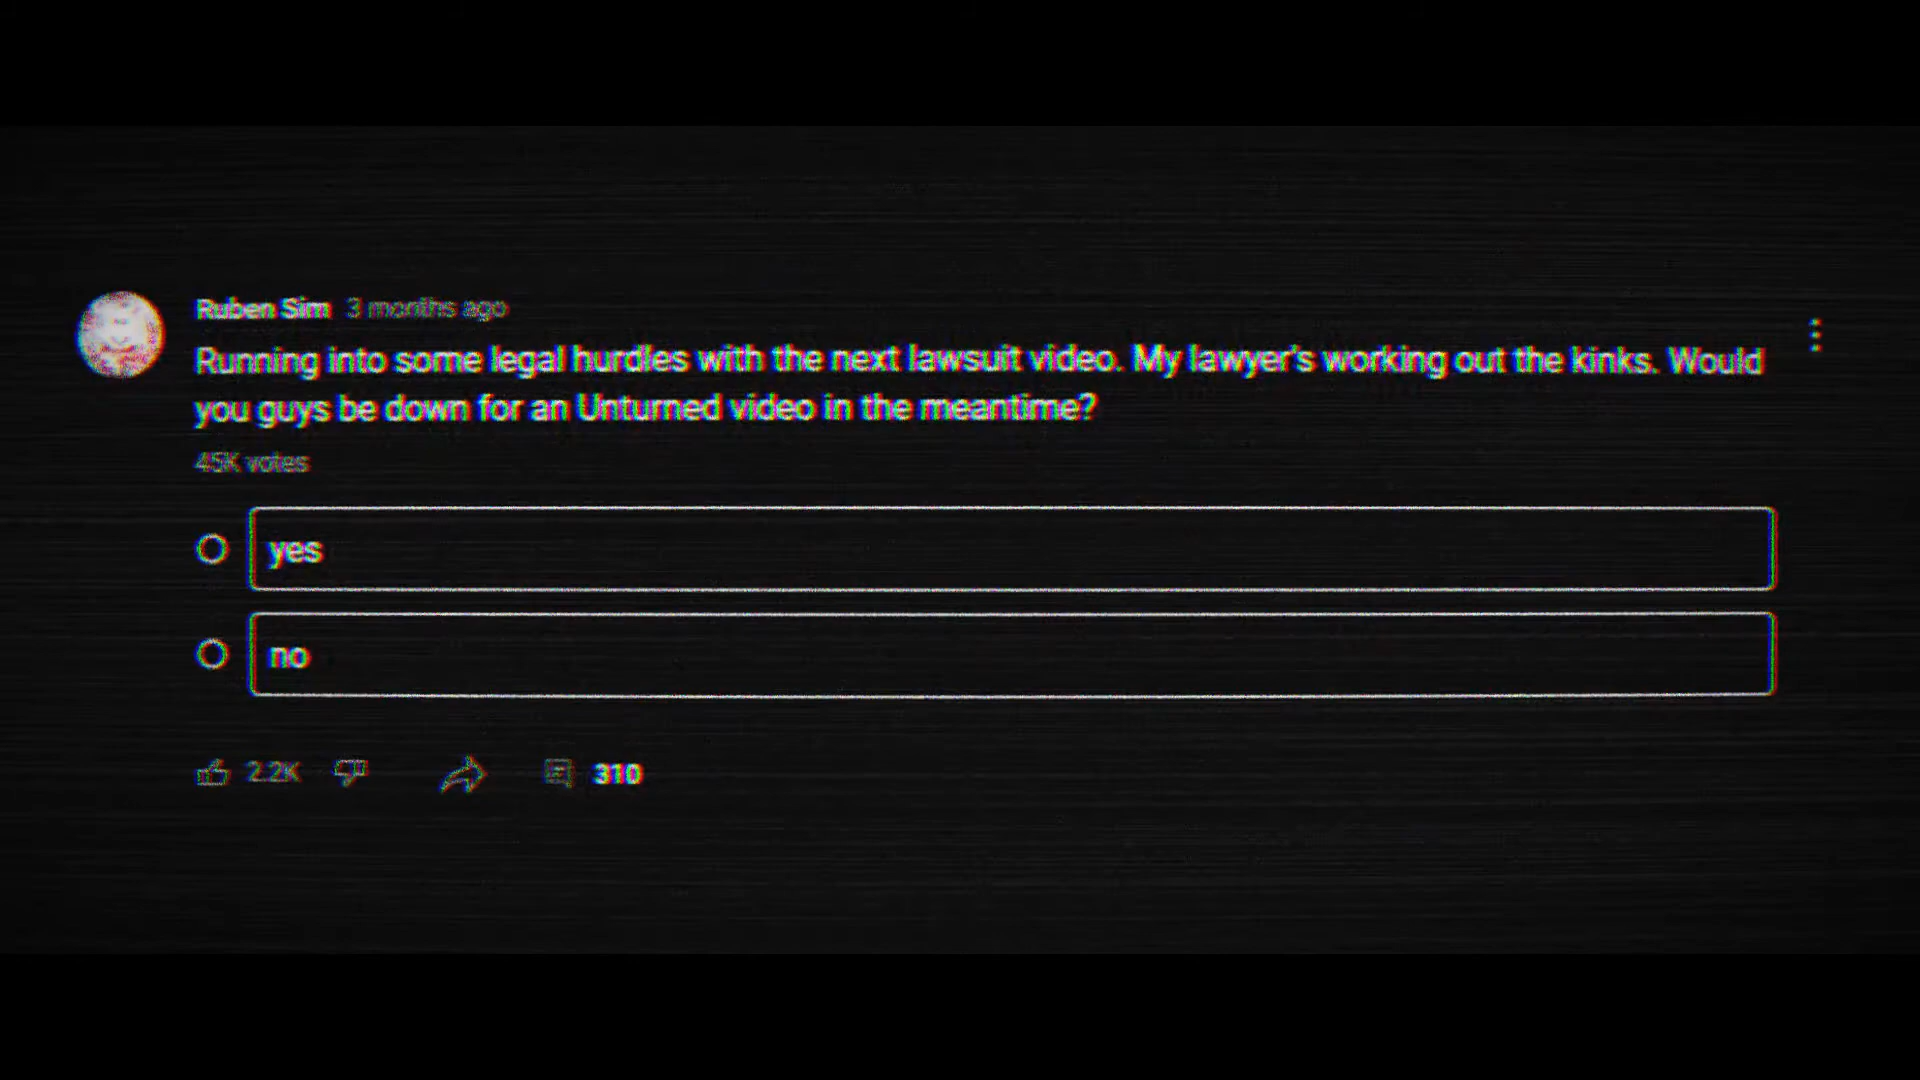 Ruben Sim 3 months ago
Running into some legal hurdles with the next lawsuit video. My lawyer's working out the kinks. Would
you guys be down for an Unturned video in the meantime?
45K votes
yes
no
2.2K 310